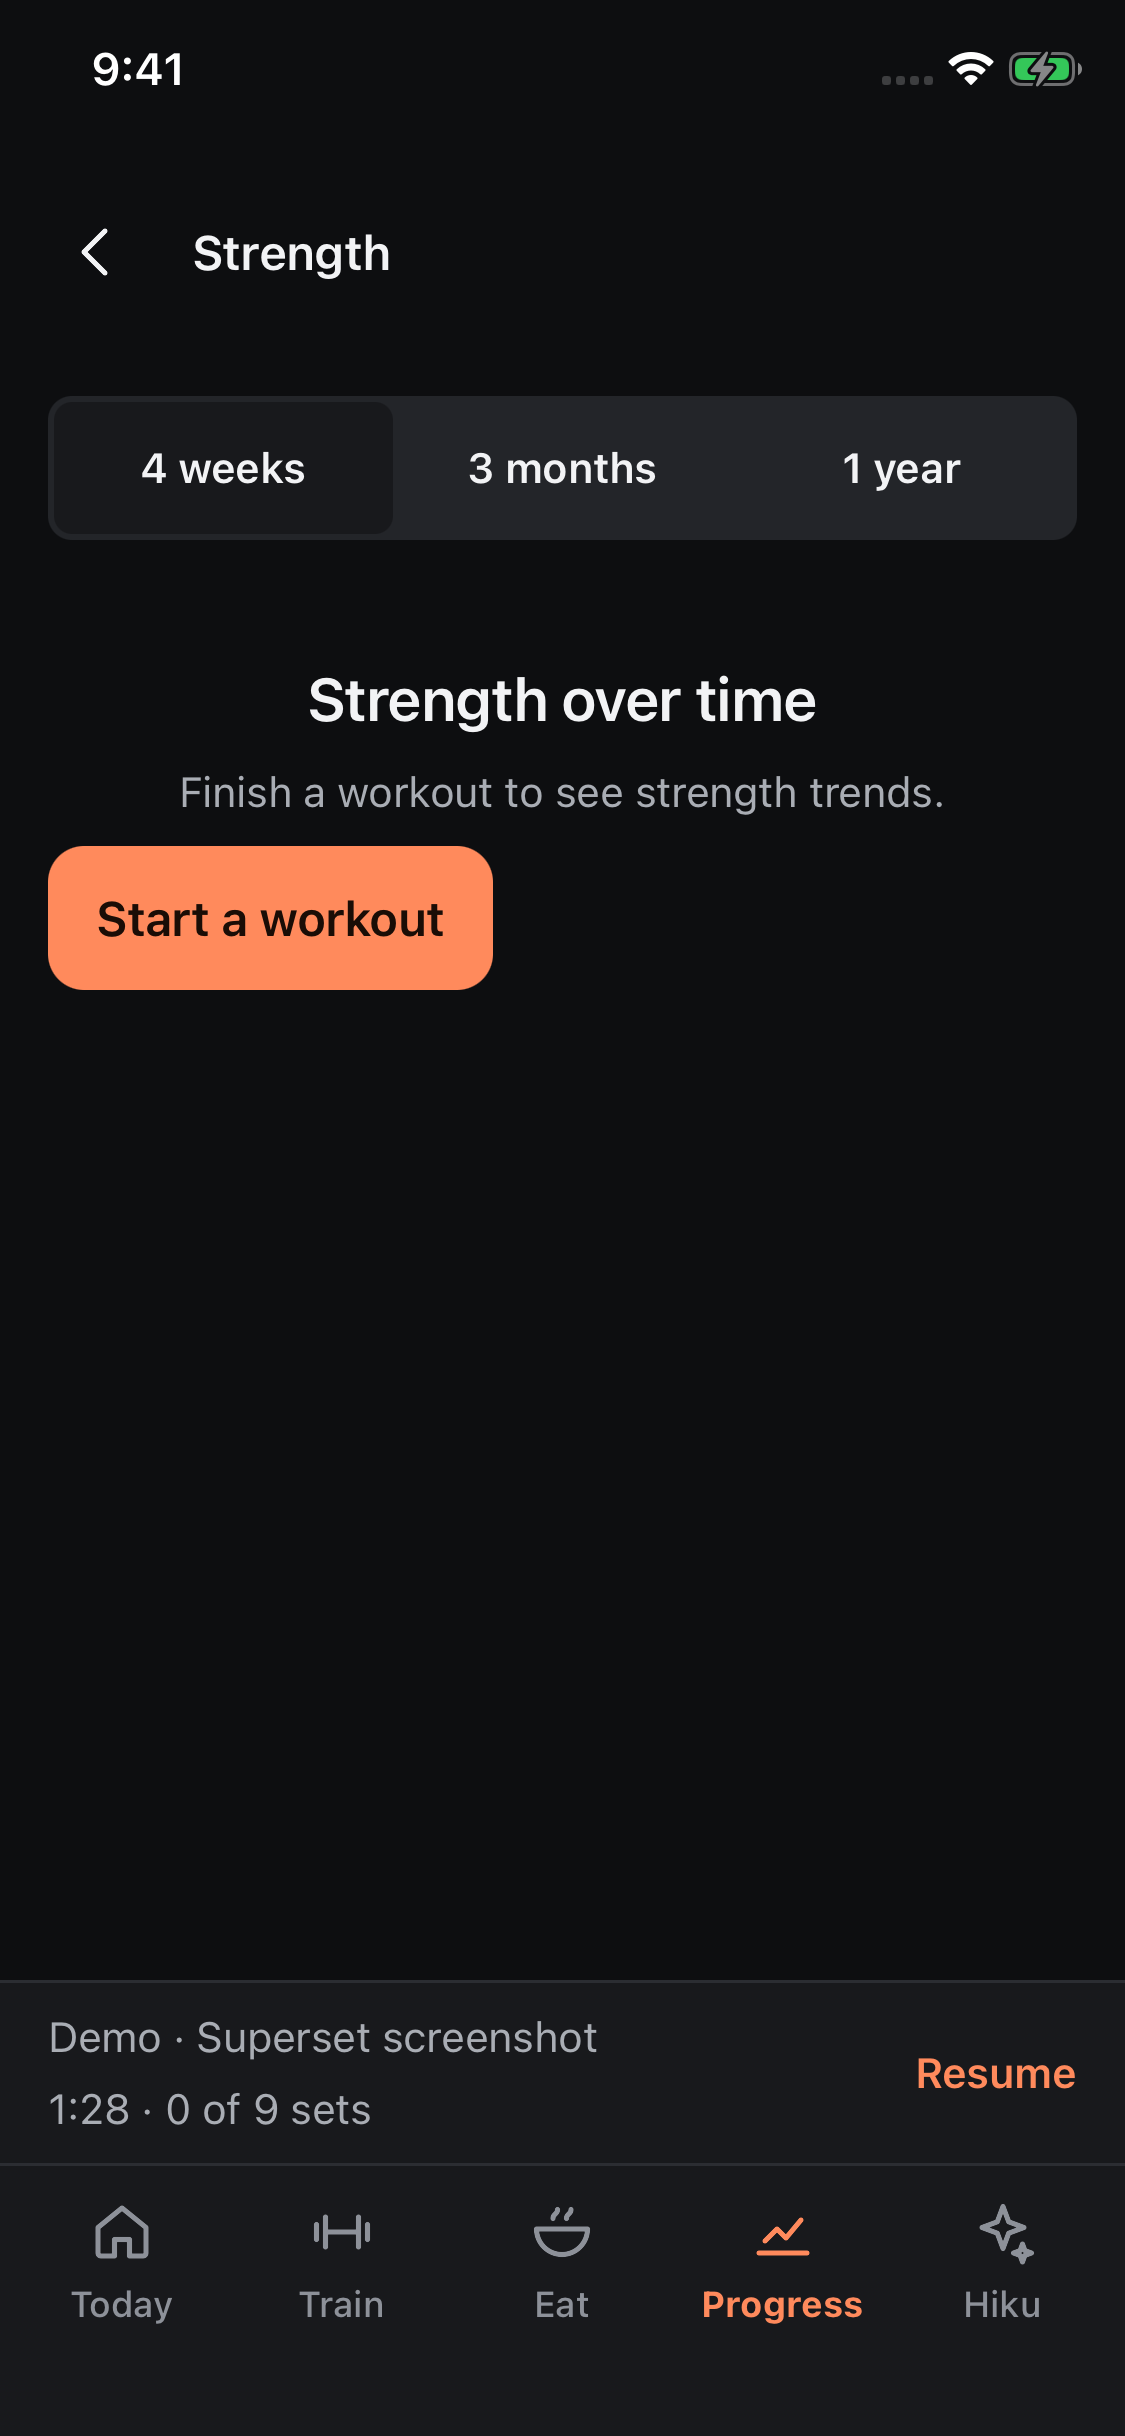 9:41
Strength
4 weeks
3 months
1 year
Strength over time
Finish a workout to see strength trends.
Start a workout
Demo · Superset screenshot
1:28 · 0 of 9 sets
Resume
Today
Train
Eat
Progress
Hiku